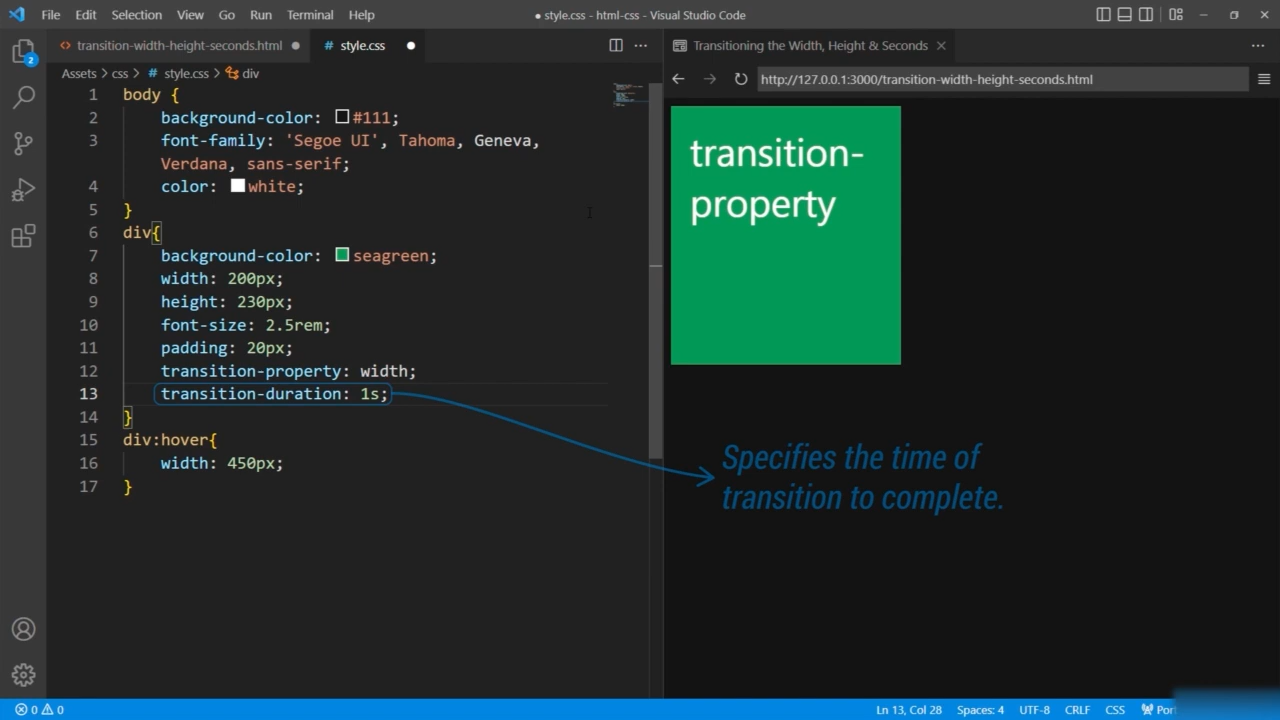 File Edit Selection View Go Run Terminal Help
● style.css - html-css - Visual Studio Code
transition-width-height-seconds.html ●
# style.css ●
Transitioning the Width, Height & Seconds
Assets > css > # style.css > div
http://127.0.0.1:3000/transition-width-height-seconds.html
2
1 body {
2 background-color: #111;
3 font-family: 'Segoe UI', Tahoma, Geneva,
Verdana, sans-serif;
4 color: white;
5 }
6 div{
7 background-color: seagreen;
8 width: 200px;
9 height: 230px;
10 font-size: 2.5rem;
11 padding: 20px;
12 transition-property: width;
13 transition-duration: 1s;
14 }
15 div:hover{
16 width: 450px;
17 }
transition-
property
Specifies the time of
transition to complete.
0 0
Ln 13, Col 28 Spaces: 4 UTF-8 CRLF CSS